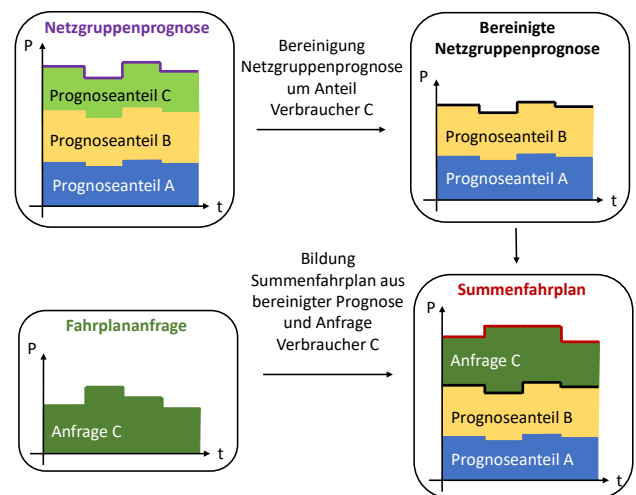 Netzgruppenprognose
P
Prognoseanteil C
Prognoseanteil B
Prognoseanteil A
t
Bereinigung
Netzgruppenprognose
um Anteil
Verbraucher C
Bereinigte
Netzgruppenprognose
P
Prognoseanteil B
Prognoseanteil A
t
Fahrplananfrage
P
Anfrage C
t
Bildung
Summenfahrplan aus
bereinigter Prognose
und Anfrage
Verbraucher C
Summenfahrplan
P
Anfrage C
Prognoseanteil B
Prognoseanteil A
t